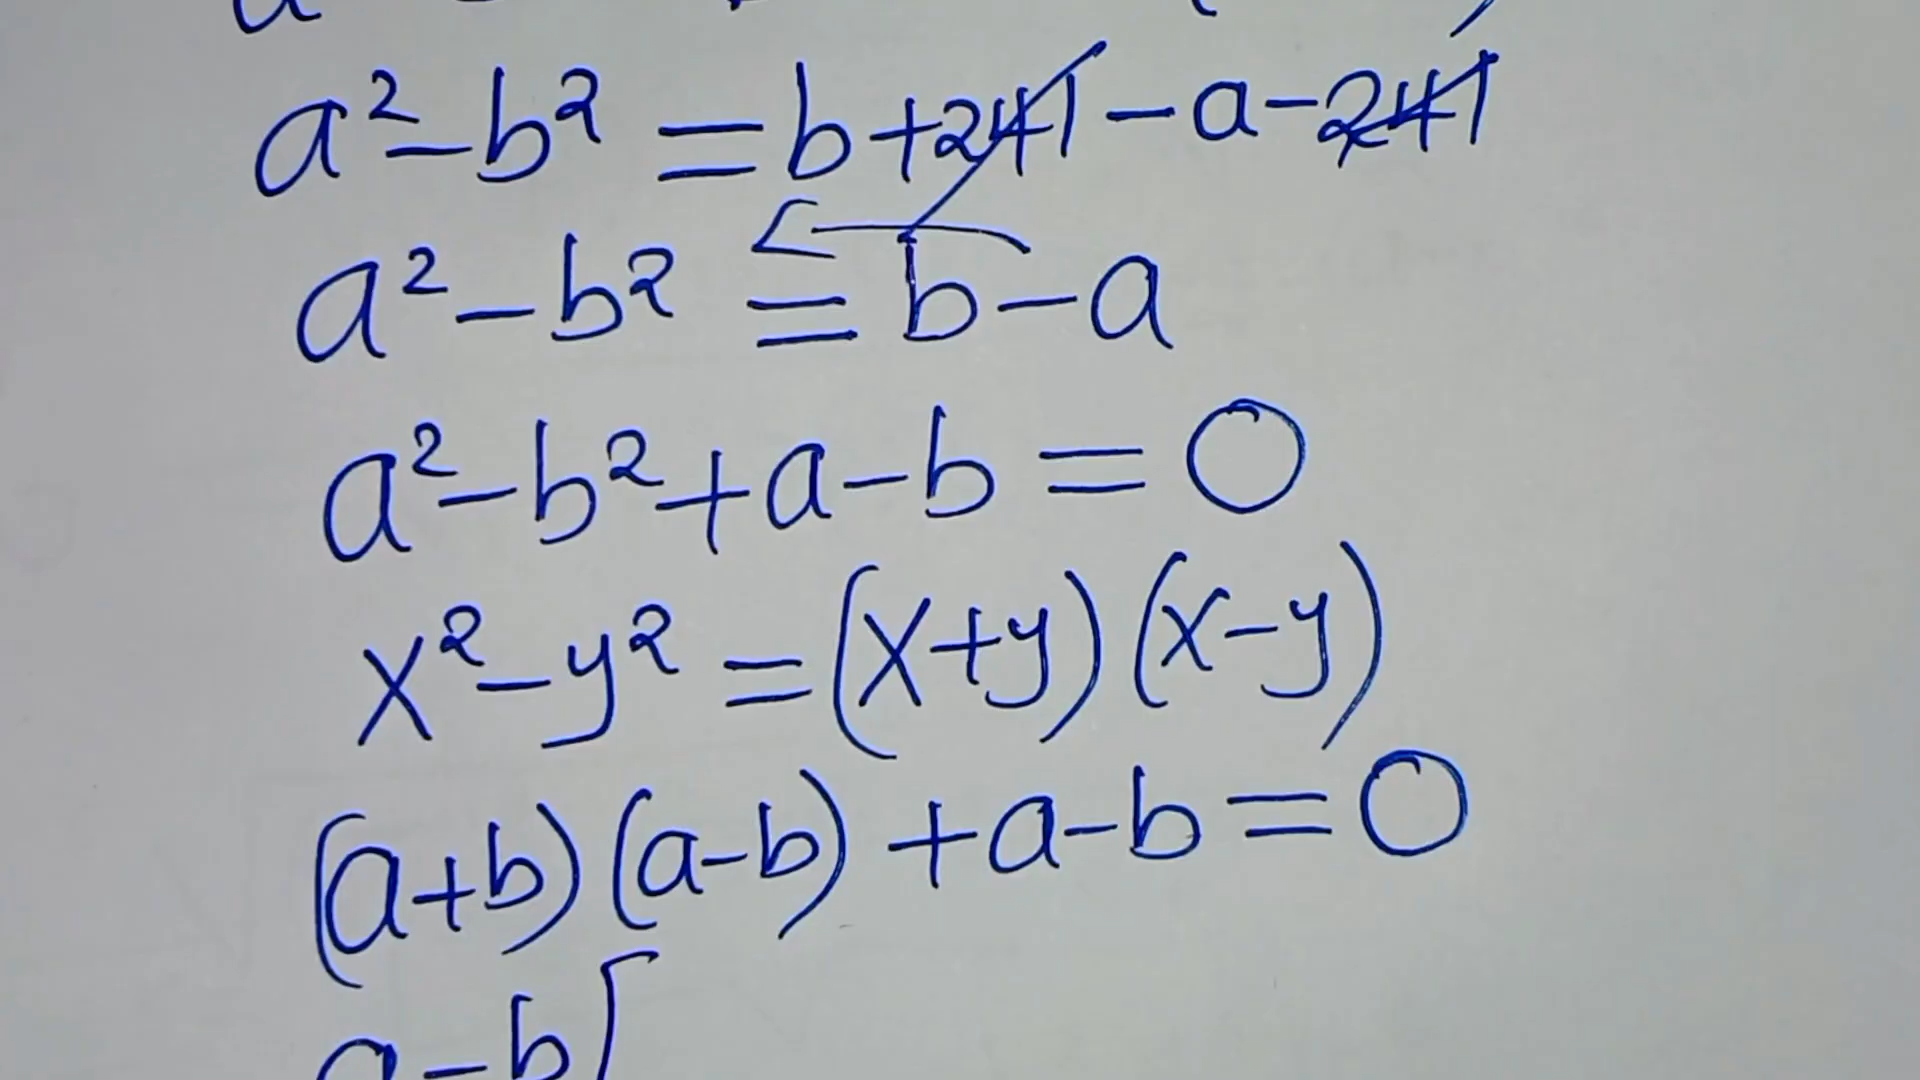 a² - b² = b + 241 - a - 241
a² - b² = b - a
a² - b² + a - b = 0
x² - y² = (x+y)(x-y)
(a+b)(a-b) + a - b = 0
a - b [